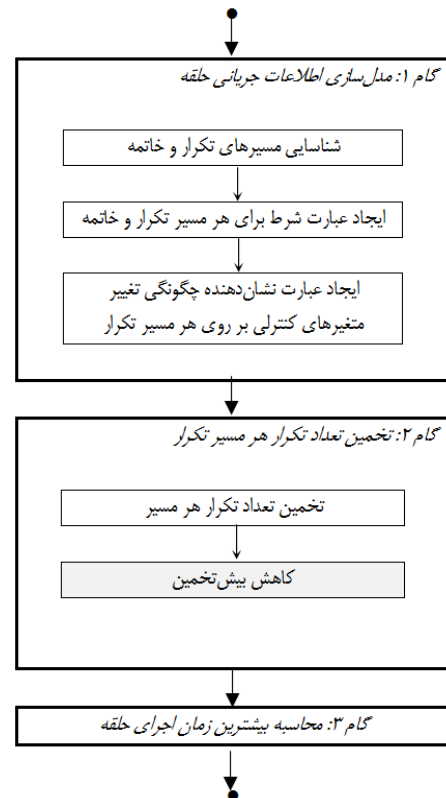 گام ۱: مدل‌سازی اطلاعات جریانی حلقه
شناسایی مسیرهای تکرار و خاتمه
ایجاد عبارت شرط برای هر مسیر تکرار و خاتمه
ایجاد عبارت نشان‌دهنده چگونگی تغییر
متغیرهای کنترلی بر روی هر مسیر تکرار
گام ۲: تخمین تعداد تکرار هر مسیر تکرار
تخمین تعداد تکرار هر مسیر
کاهش بیش‌تخمین
گام ۳: محاسبه بیشترین زمان اجرای حلقه